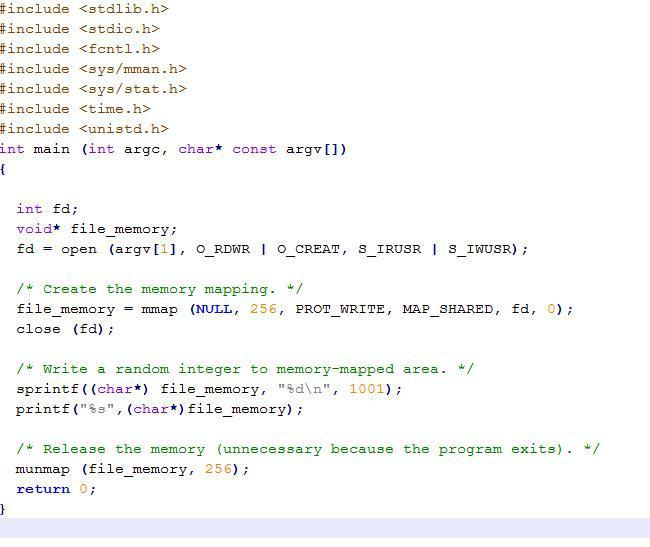 #include <stdlib.h>
#include <stdio.h>
#include <fcntl.h>
#include <sys/mman.h>
#include <sys/stat.h>
#include <time.h>
#include <unistd.h>
int main (int argc, char* const argv[])
{
int fd;
void* file_memory;
fd = open (argv[1], O_RDWR | O_CREAT, S_IRUSR | S_IWUSR);
/* Create the memory mapping. */
file_memory = mmap (NULL, 256, PROT_WRITE, MAP_SHARED, fd, 0);
close (fd);
/* Write a random integer to memory-mapped area. */
sprintf((char*) file_memory, "%d\n", 1001);
printf("%s",(char*)file_memory);
/* Release the memory (unnecessary because the program exits). */
munmap (file_memory, 256);
return 0;
}